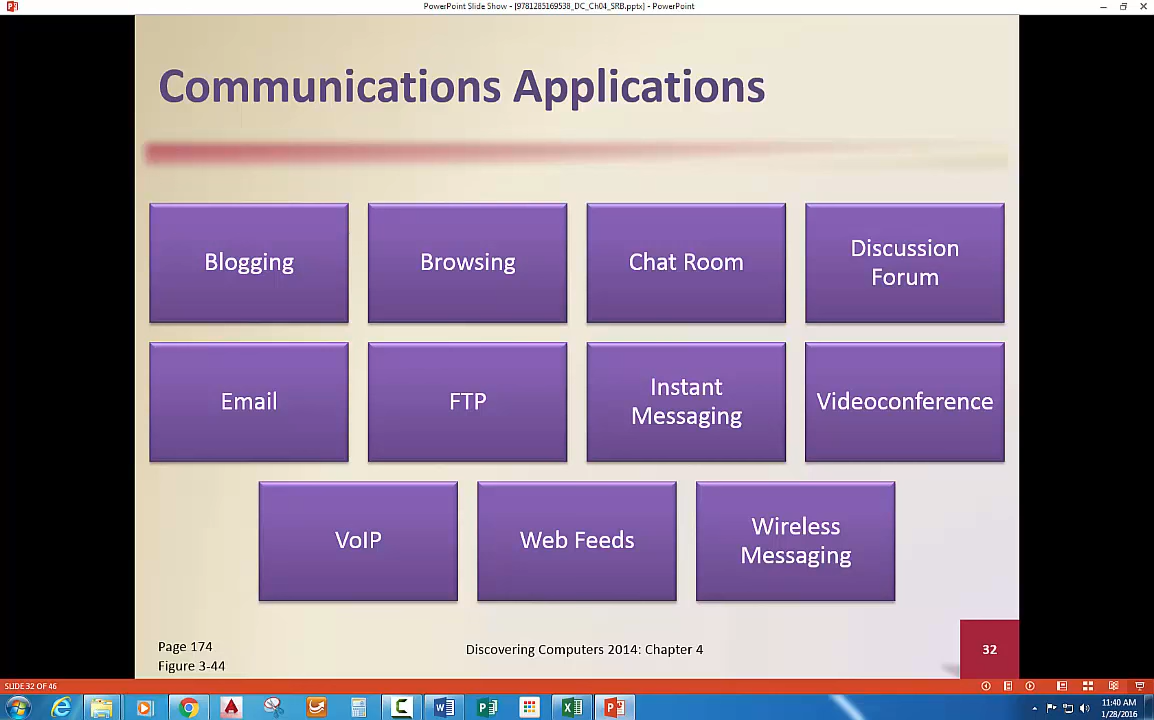 PowerPoint Slide Show - [9781285169538_DC_Ch04_SRB.pptx] - PowerPoint
Communications Applications
Blogging
Browsing
Chat Room
Discussion
Forum
Email
FTP
Instant
Messaging
Videoconference
VoIP
Web Feeds
Wireless
Messaging
Page 174
Figure 3-44
Discovering Computers 2014: Chapter 4
32
SLIDE 32 OF 46
11:40 AM
1/28/2016